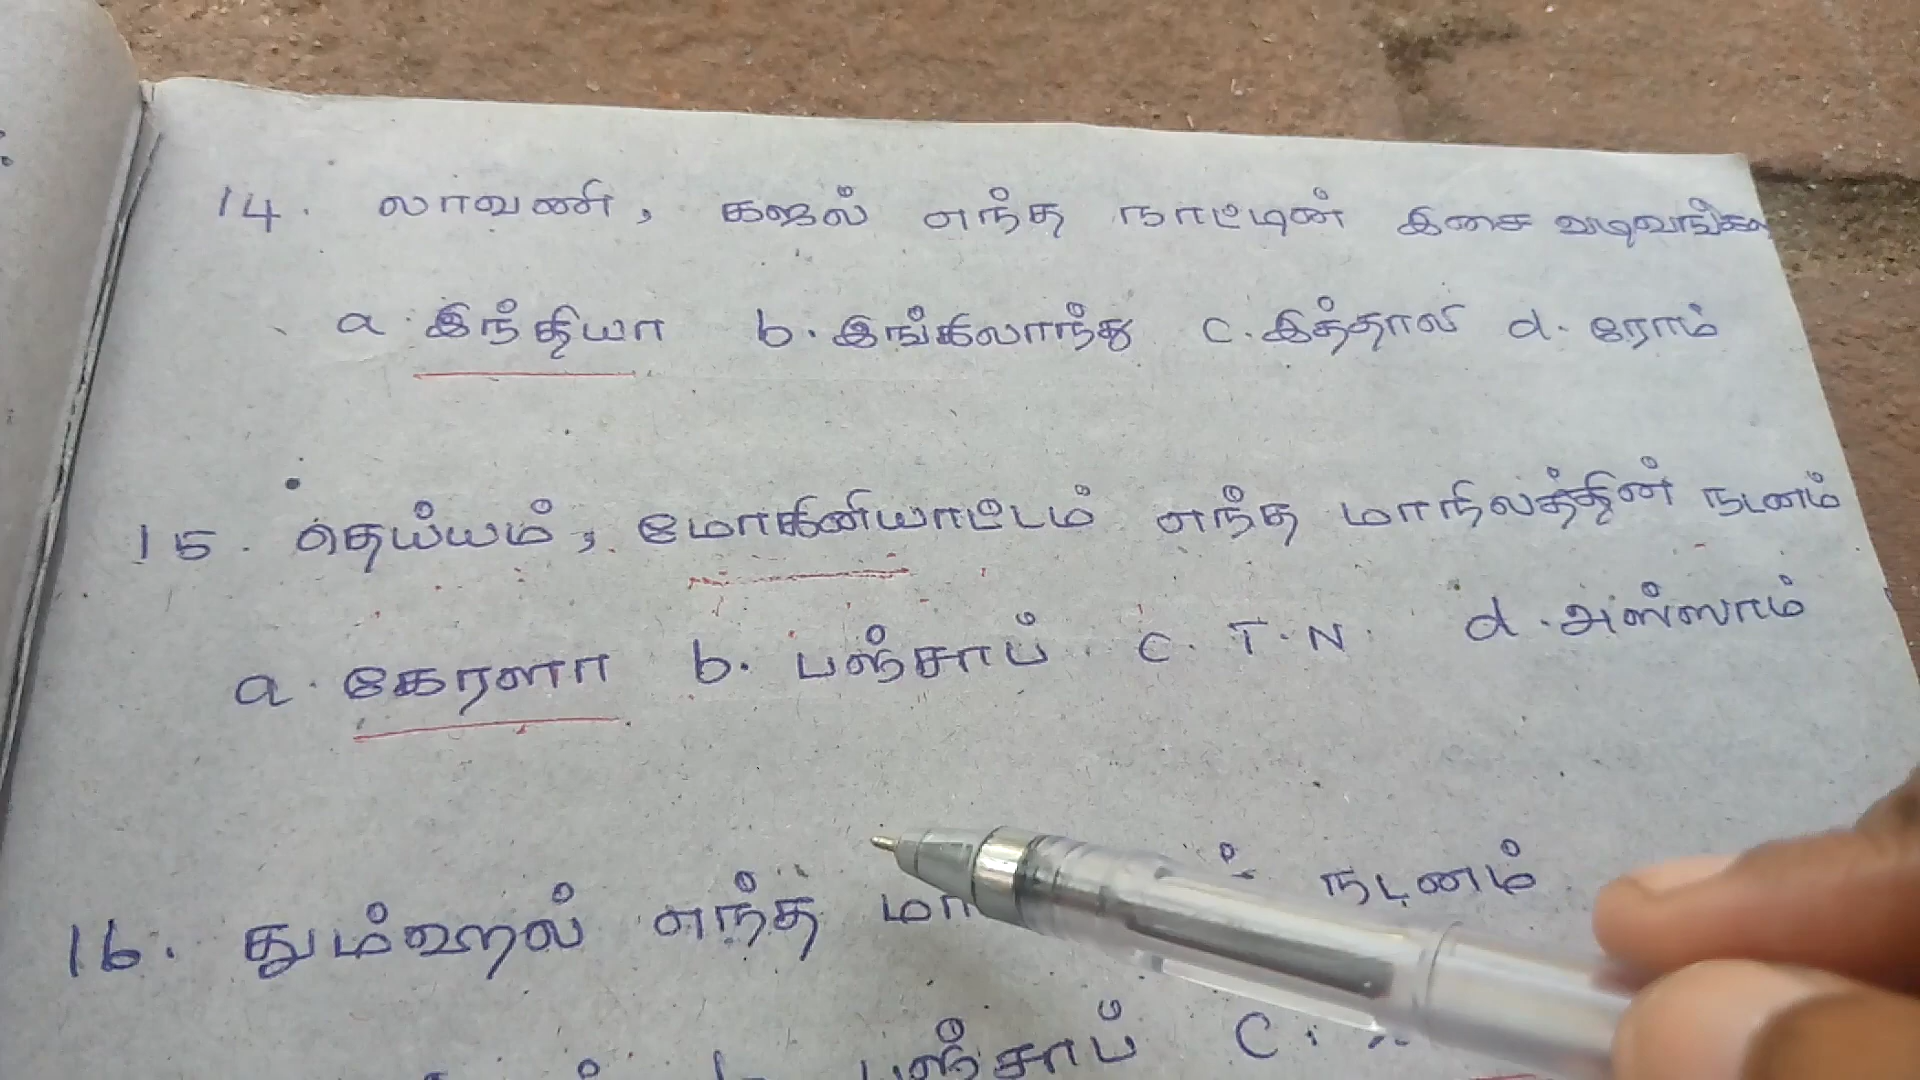 14. லாவணி, கஜல் எந்த நாட்டின் இசை வடிவங்கள
a. இந்தியா b. இங்கிலாந்து c. இத்தாலி d. ரோம்
15. தெய்யம், மோகினியாட்டம் எந்த மாநிலத்தின் நடனம்
a. கேரளா b. பஞ்சாப் c. T.N. d. அஸ்ஸாம்
16. தும்ஹல் எந்த நடனம்
பஞ்சாப் C.